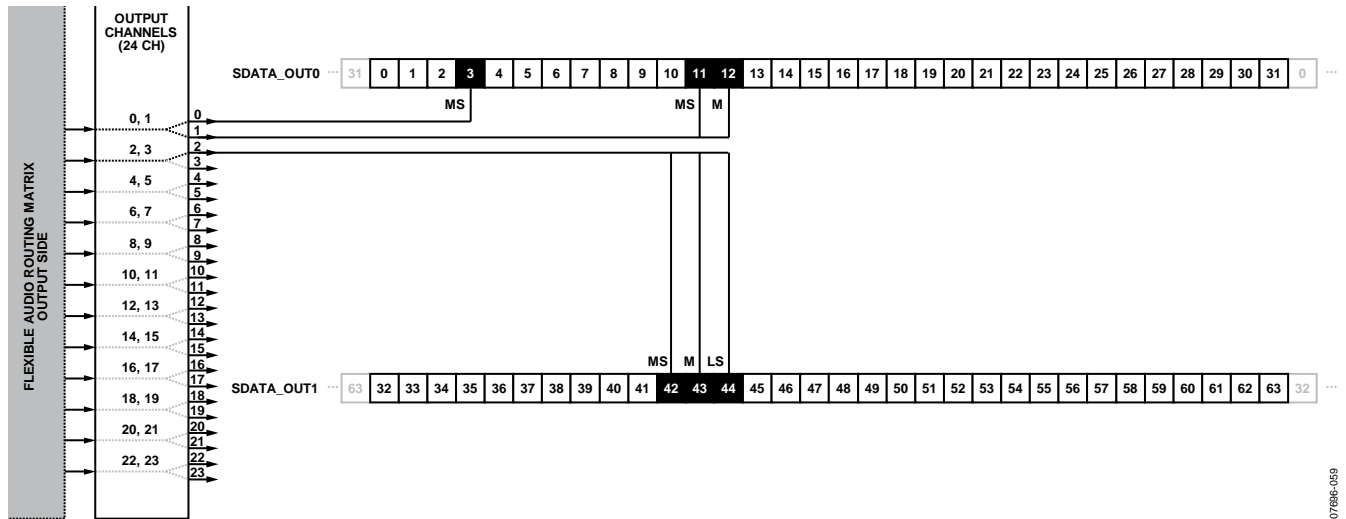 OUTPUT
CHANNELS
(24 CH)
SDATA_OUT0 ··· 31 0 1 2 3 4 5 6 7 8 9 10 11 12 13 14 15 16 17 18 19 20 21 22 23 24 25 26 27 28 29 30 31 0 ···
MS MS M
0, 1 0
1
2, 3 2
3
4, 5 4
5
6, 7 6
7
8, 9 8
9
10, 11 10
11
12, 13 12
13
14, 15 14
15
16, 17 16
17
18, 19 18
19
20, 21 20
21
22, 23 22
23
MS M LS
SDATA_OUT1 ··· 63 32 33 34 35 36 37 38 39 40 41 42 43 44 45 46 47 48 49 50 51 52 53 54 55 56 57 58 59 60 61 62 63 32 ···
FLEXIBLE AUDIO ROUTING MATRIX
OUTPUT SIDE
07696-059